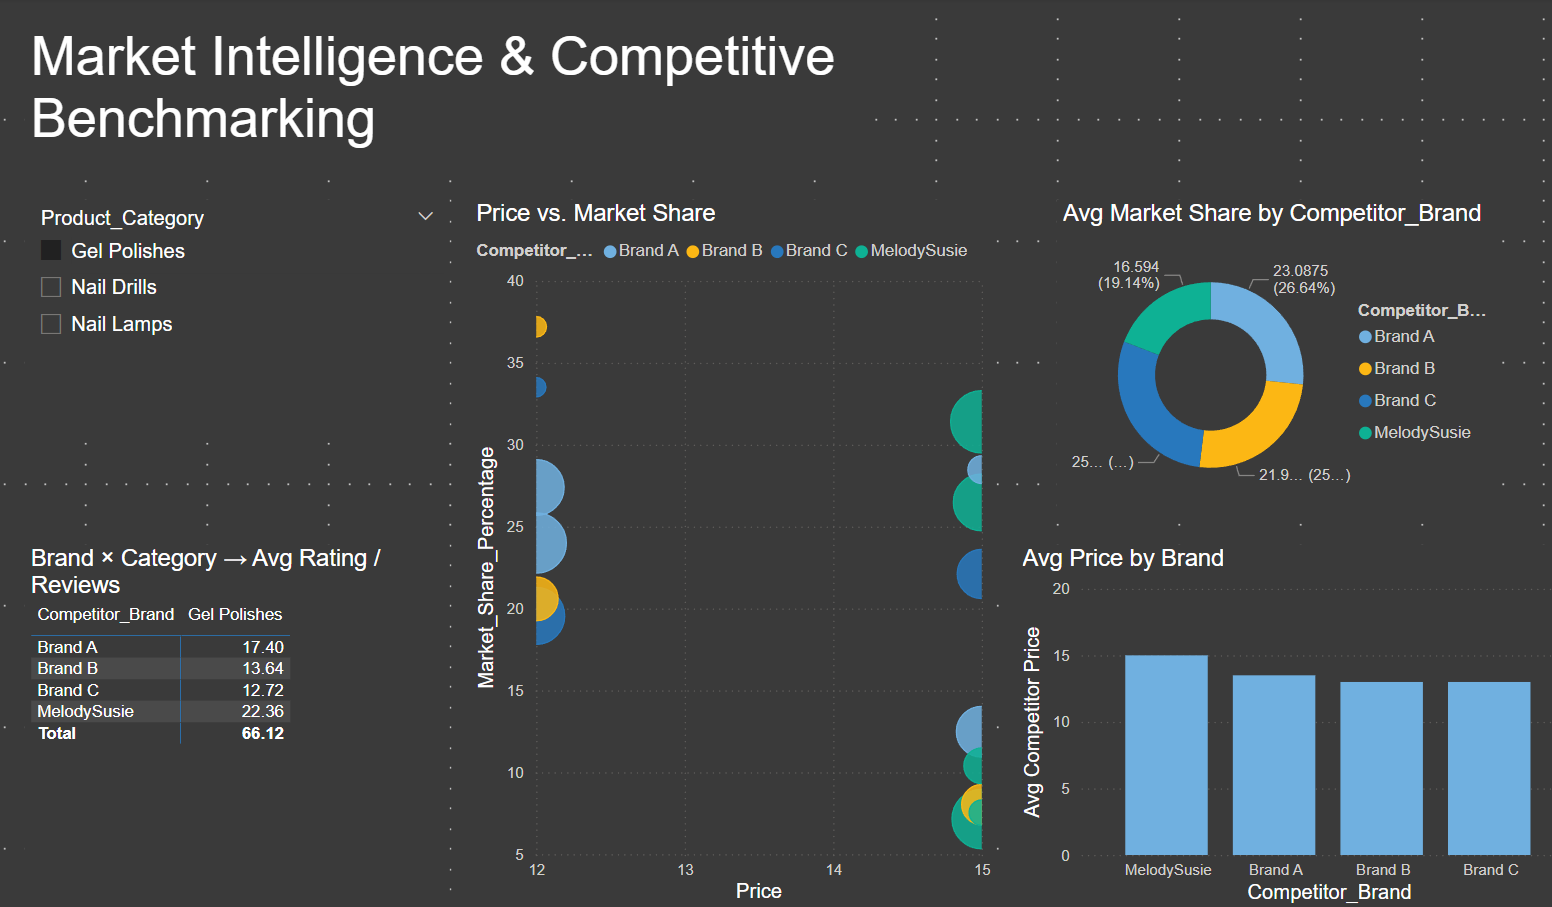 Market Intelligence & Competitive
Benchmarking
Product_Category
Gel Polishes
Nail Drills
Nail Lamps
Price vs. Market Share
Competitor_... Brand A Brand B Brand C MelodySusie
Market_Share_Percentage
40
35
30
25
20
15
10
5
12 13 14 15
Price
Avg Market Share by Competitor_Brand
16.594
(19.14%)
23.0875
(26.64%)
25... (...)
21.9... (25...)
Competitor_B...
Brand A
Brand B
Brand C
MelodySusie
Brand × Category → Avg Rating /
Reviews
Competitor_Brand Gel Polishes
Brand A 17.40
Brand B 13.64
Brand C 12.72
MelodySusie 22.36
Total 66.12
Avg Price by Brand
Avg Competitor Price
20
15
10
5
0
MelodySusie Brand A Brand B Brand C
Competitor_Brand